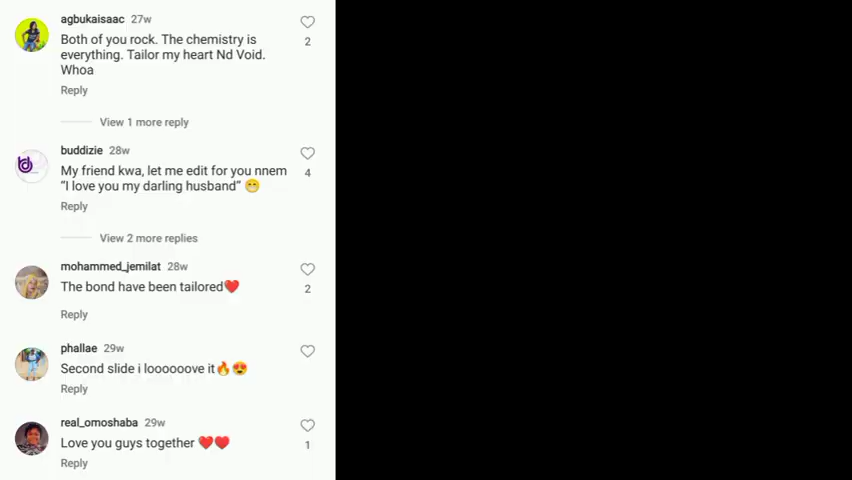 agbukaisaac 27w
Both of you rock. The chemistry is
2
everything. Tailor my heart Nd Void.
Whoa
Reply
View 1 more reply
buddizie 28w
My friend kwa, let me edit for you nnem
4
"I love you my darling husband" 😁
Reply
View 2 more replies
mohammed_jemilat 28w
The bond have been tailored❤️
2
Reply
phallae 29w
Second slide i loooooove it🔥😍
Reply
real_omoshaba 29w
Love you guys together ❤️❤️
1
Reply